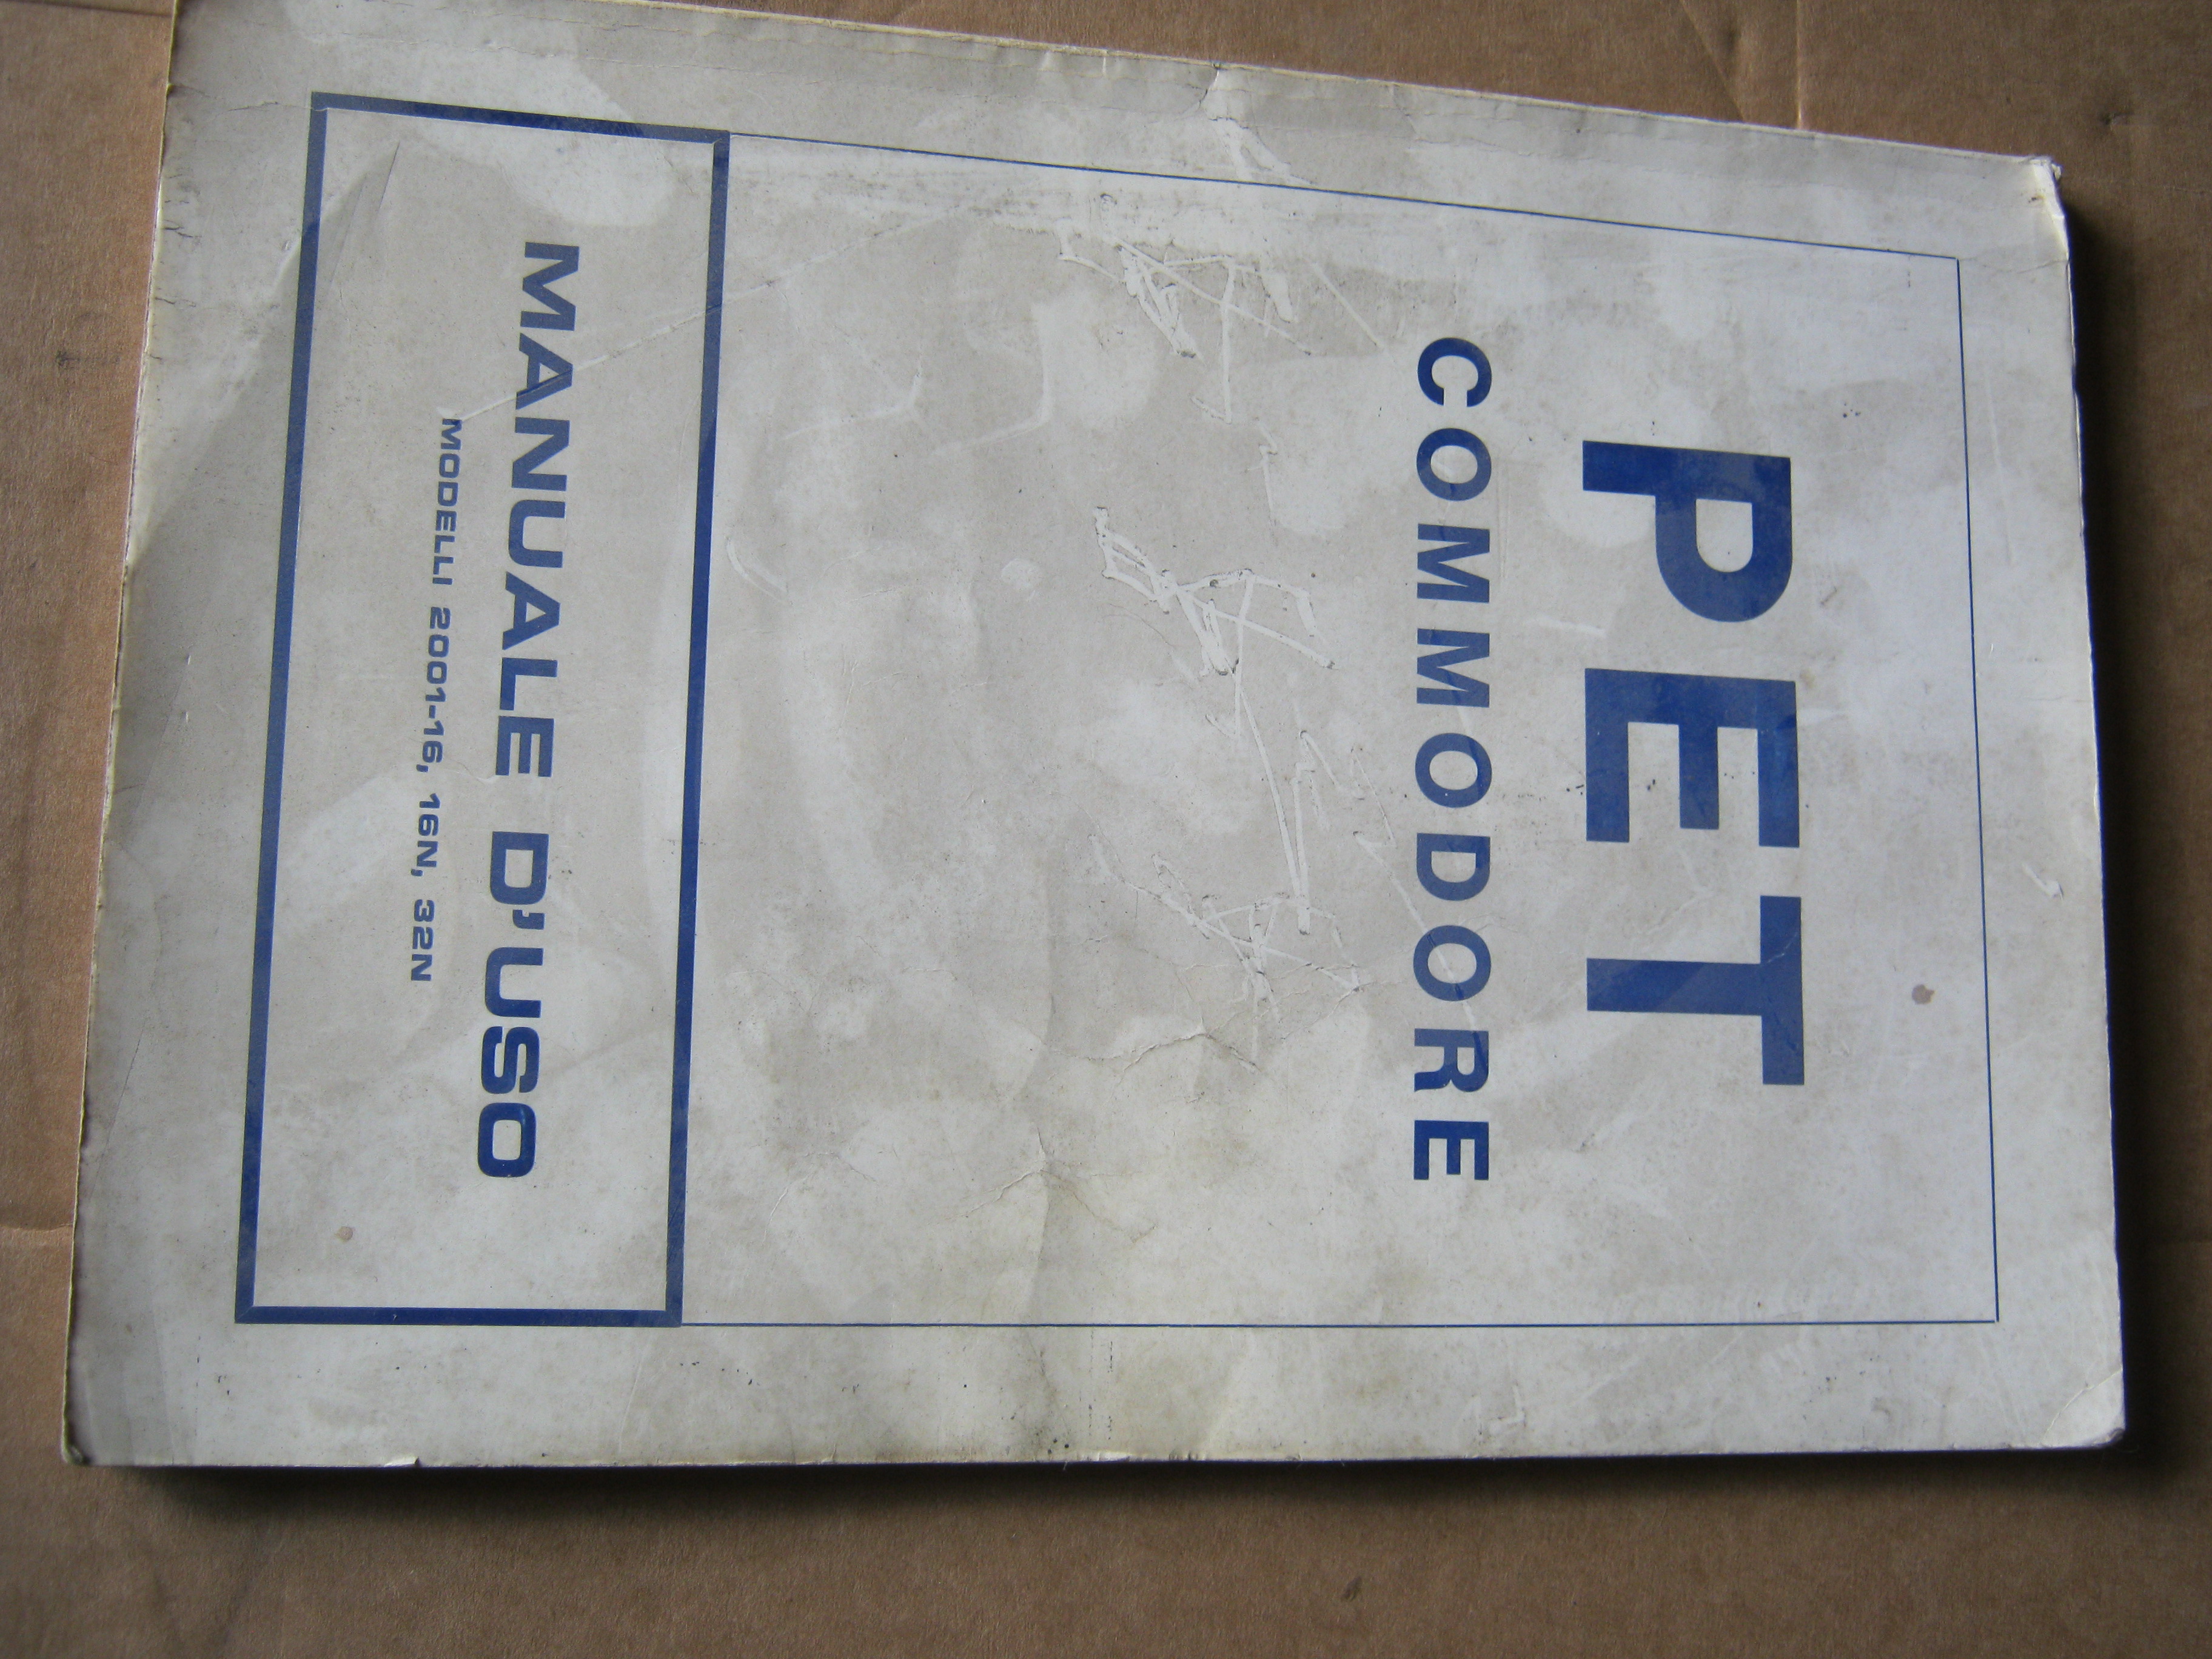 PET
COMMODORE
MANUALE D'USO
MODELLI 2001-16, 16N, 32N